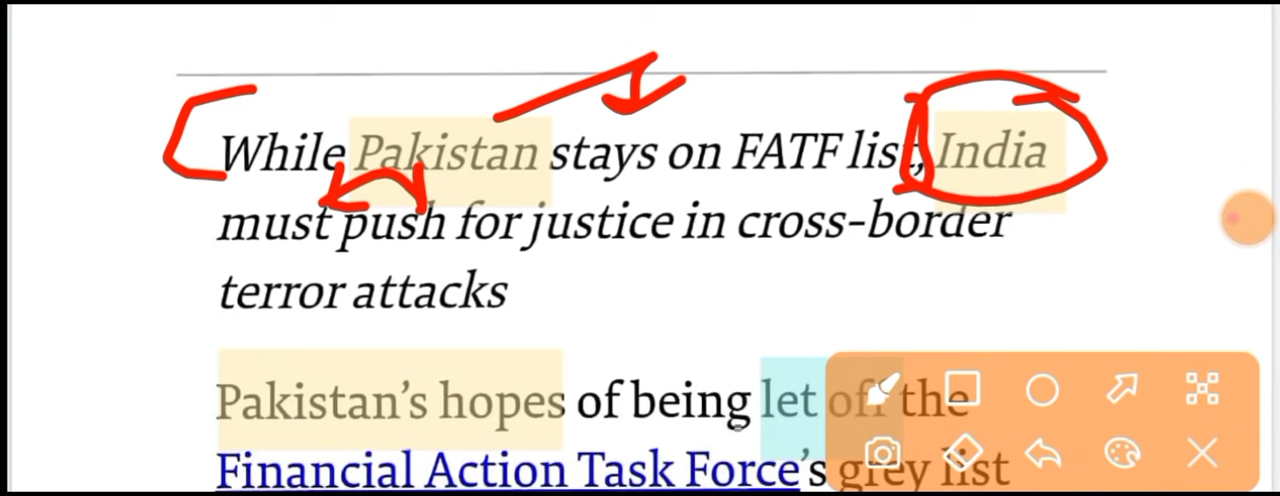 While Pakistan stays on FATF list, India
must push for justice in cross-border
terror attacks
Pakistan’s hopes of being let off the
Financial Action Task Force’s grey list